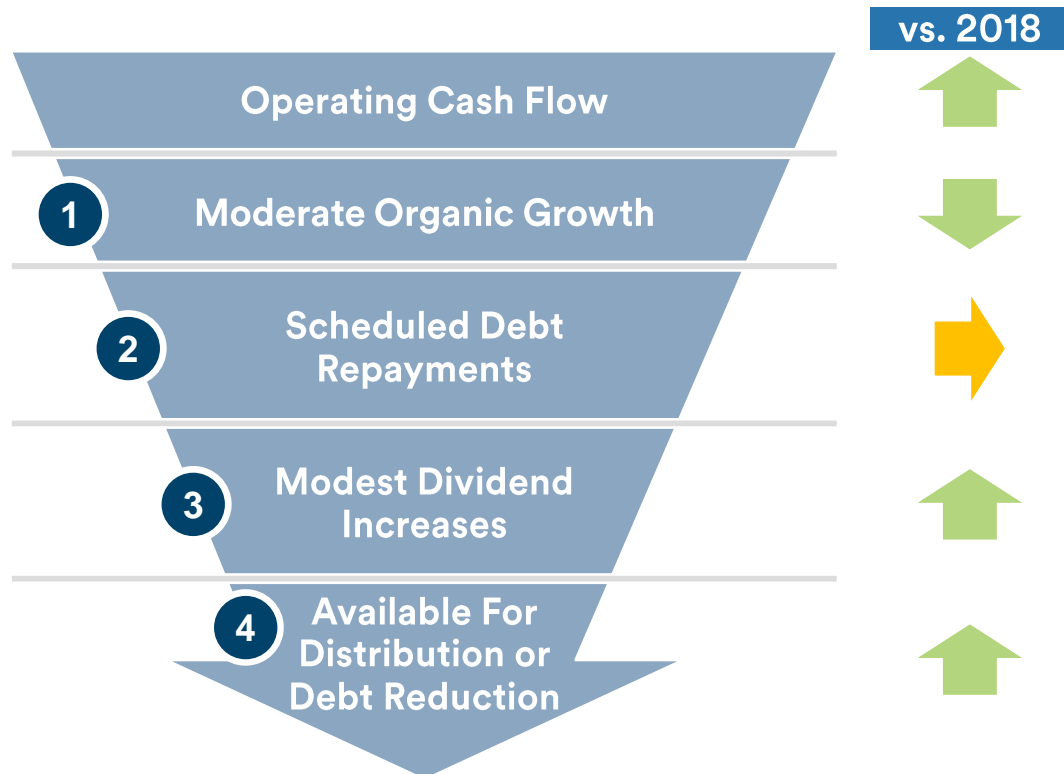 vs. 2018
Operating Cash Flow
1
Moderate Organic Growth
2
Scheduled Debt
Repayments
3
Modest Dividend
Increases
4
Available For
Distribution or
Debt Reduction